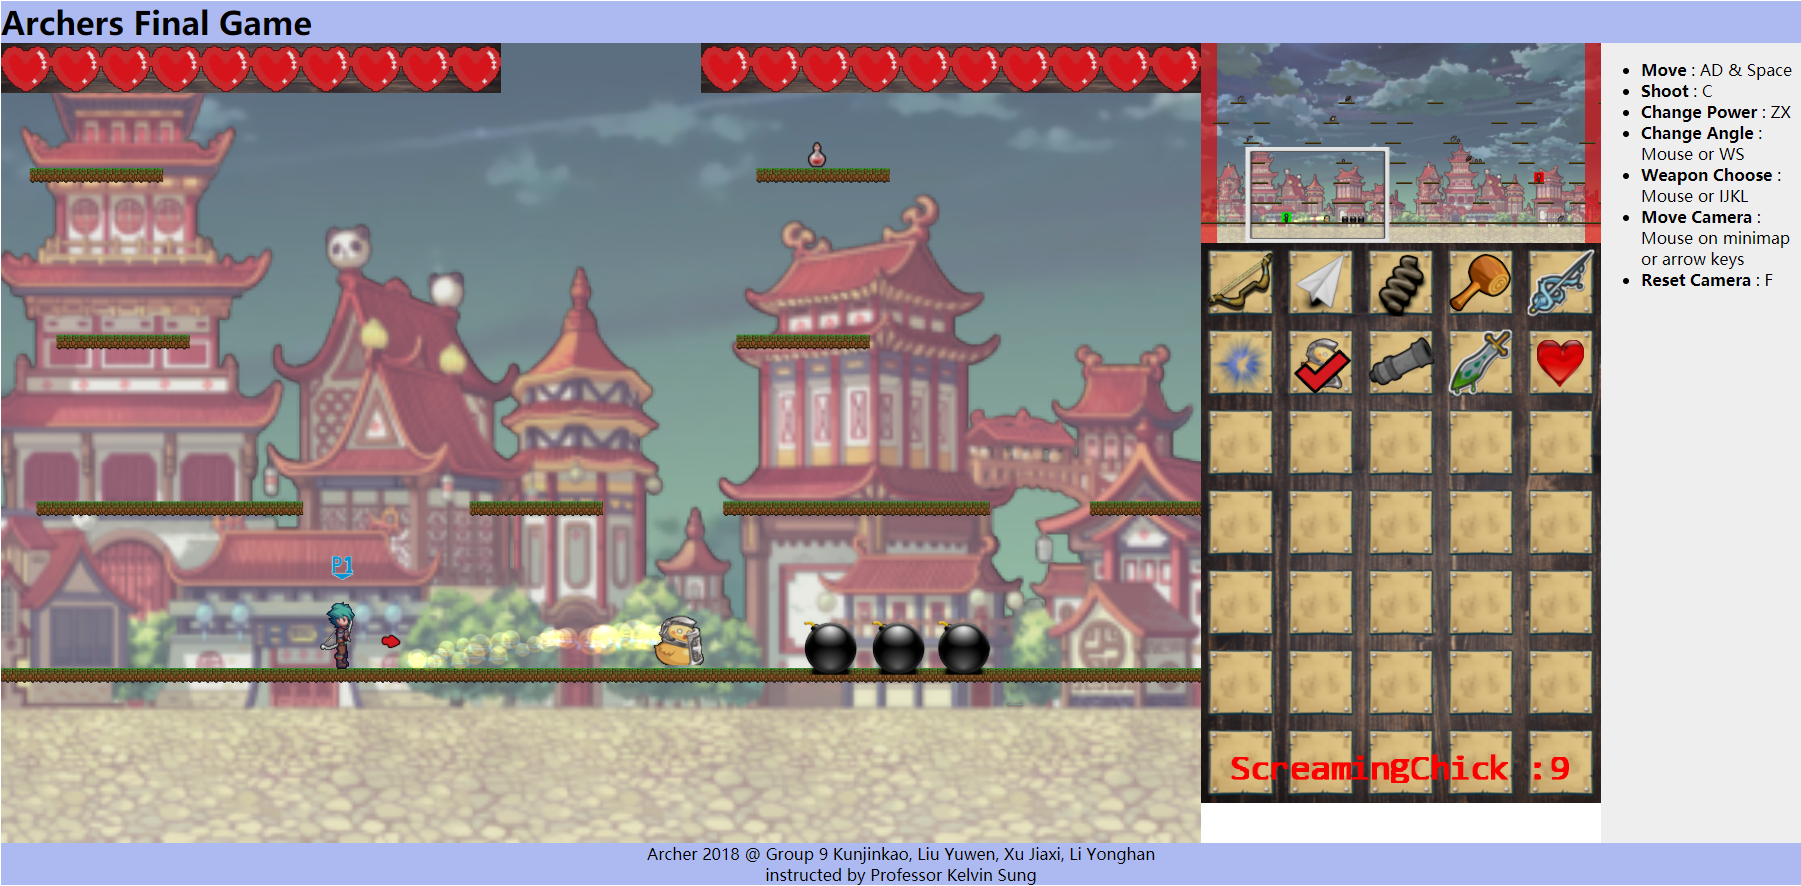 Archers Final Game
Move : AD & Space
Shoot : C
Change Power : ZX
Change Angle :
Mouse or WS
Weapon Choose :
Mouse or IJKL
Move Camera :
Mouse on minimap
or arrow keys
Reset Camera : F
P1
ScreamingChick :9
Archer 2018 @ Group 9 Kunjinkao, Liu Yuwen, Xu Jiaxi, Li Yonghan
instructed by Professor Kelvin Sung